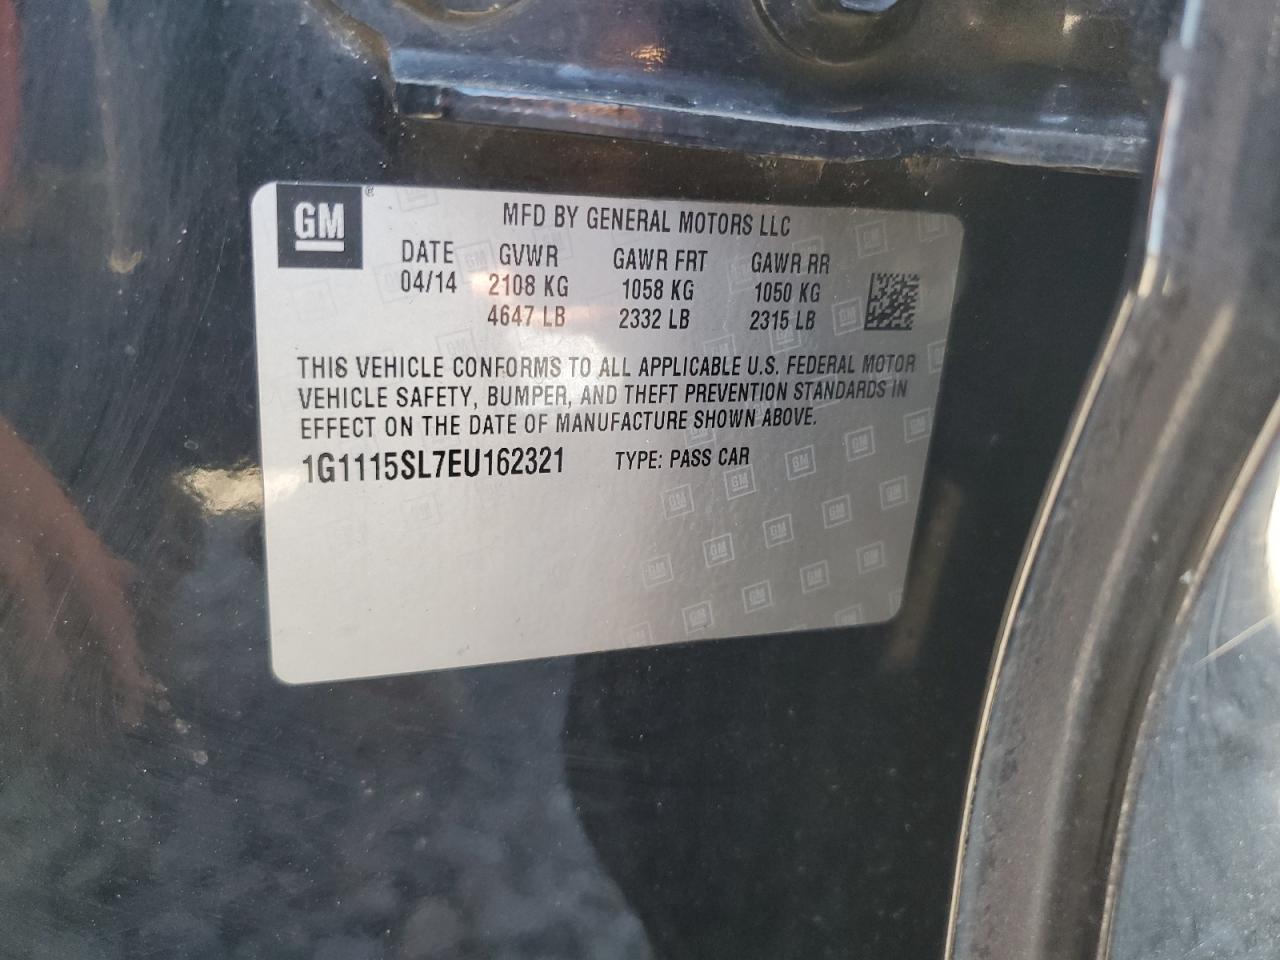 GM ®
MFD BY GENERAL MOTORS LLC
DATE GVWR GAWR FRT GAWR RR
04/14 2108 KG 1058 KG 1050 KG
4647 LB 2332 LB 2315 LB
THIS VEHICLE CONFORMS TO ALL APPLICABLE U.S. FEDERAL MOTOR
VEHICLE SAFETY, BUMPER, AND THEFT PREVENTION STANDARDS IN
EFFECT ON THE DATE OF MANUFACTURE SHOWN ABOVE.
1G1115SL7EU162321 TYPE: PASS CAR